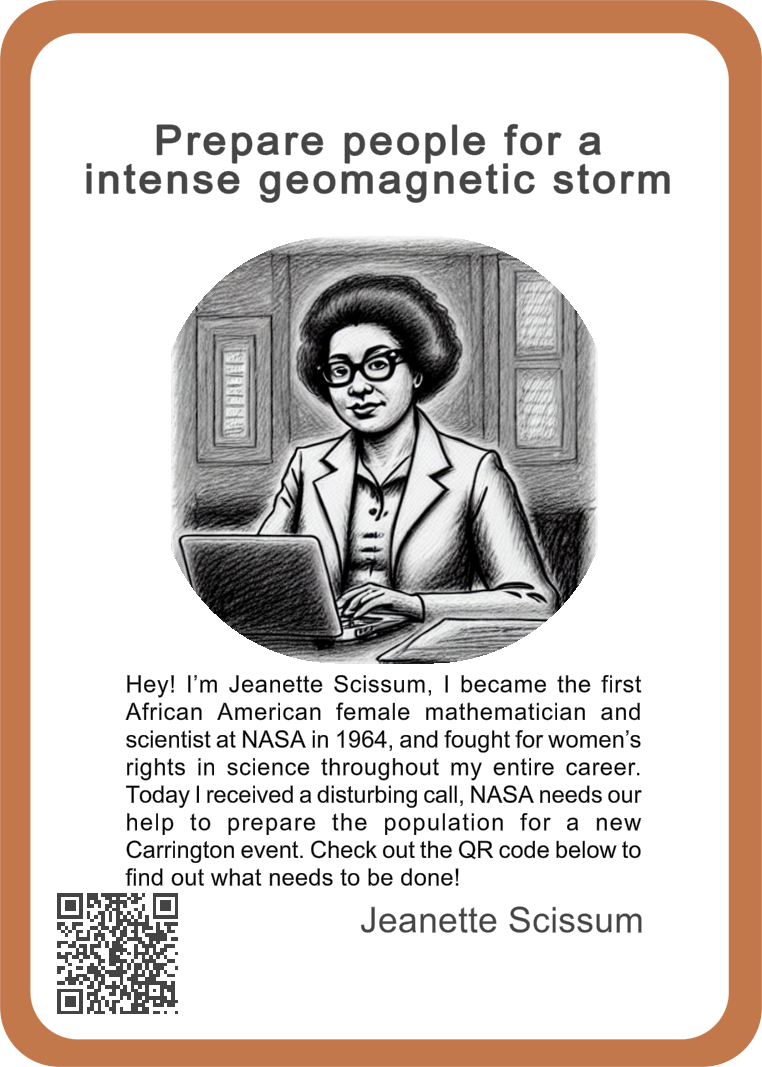 Prepare people for a
intense geomagnetic storm
Hey! I’m Jeanette Scissum, I became the first
African American female mathematician and
scientist at NASA in 1964, and fought for women’s
rights in science throughout my entire career.
Today I received a disturbing call, NASA needs our
help to prepare the population for a new
Carrington event. Check out the QR code below to
find out what needs to be done!
Jeanette Scissum